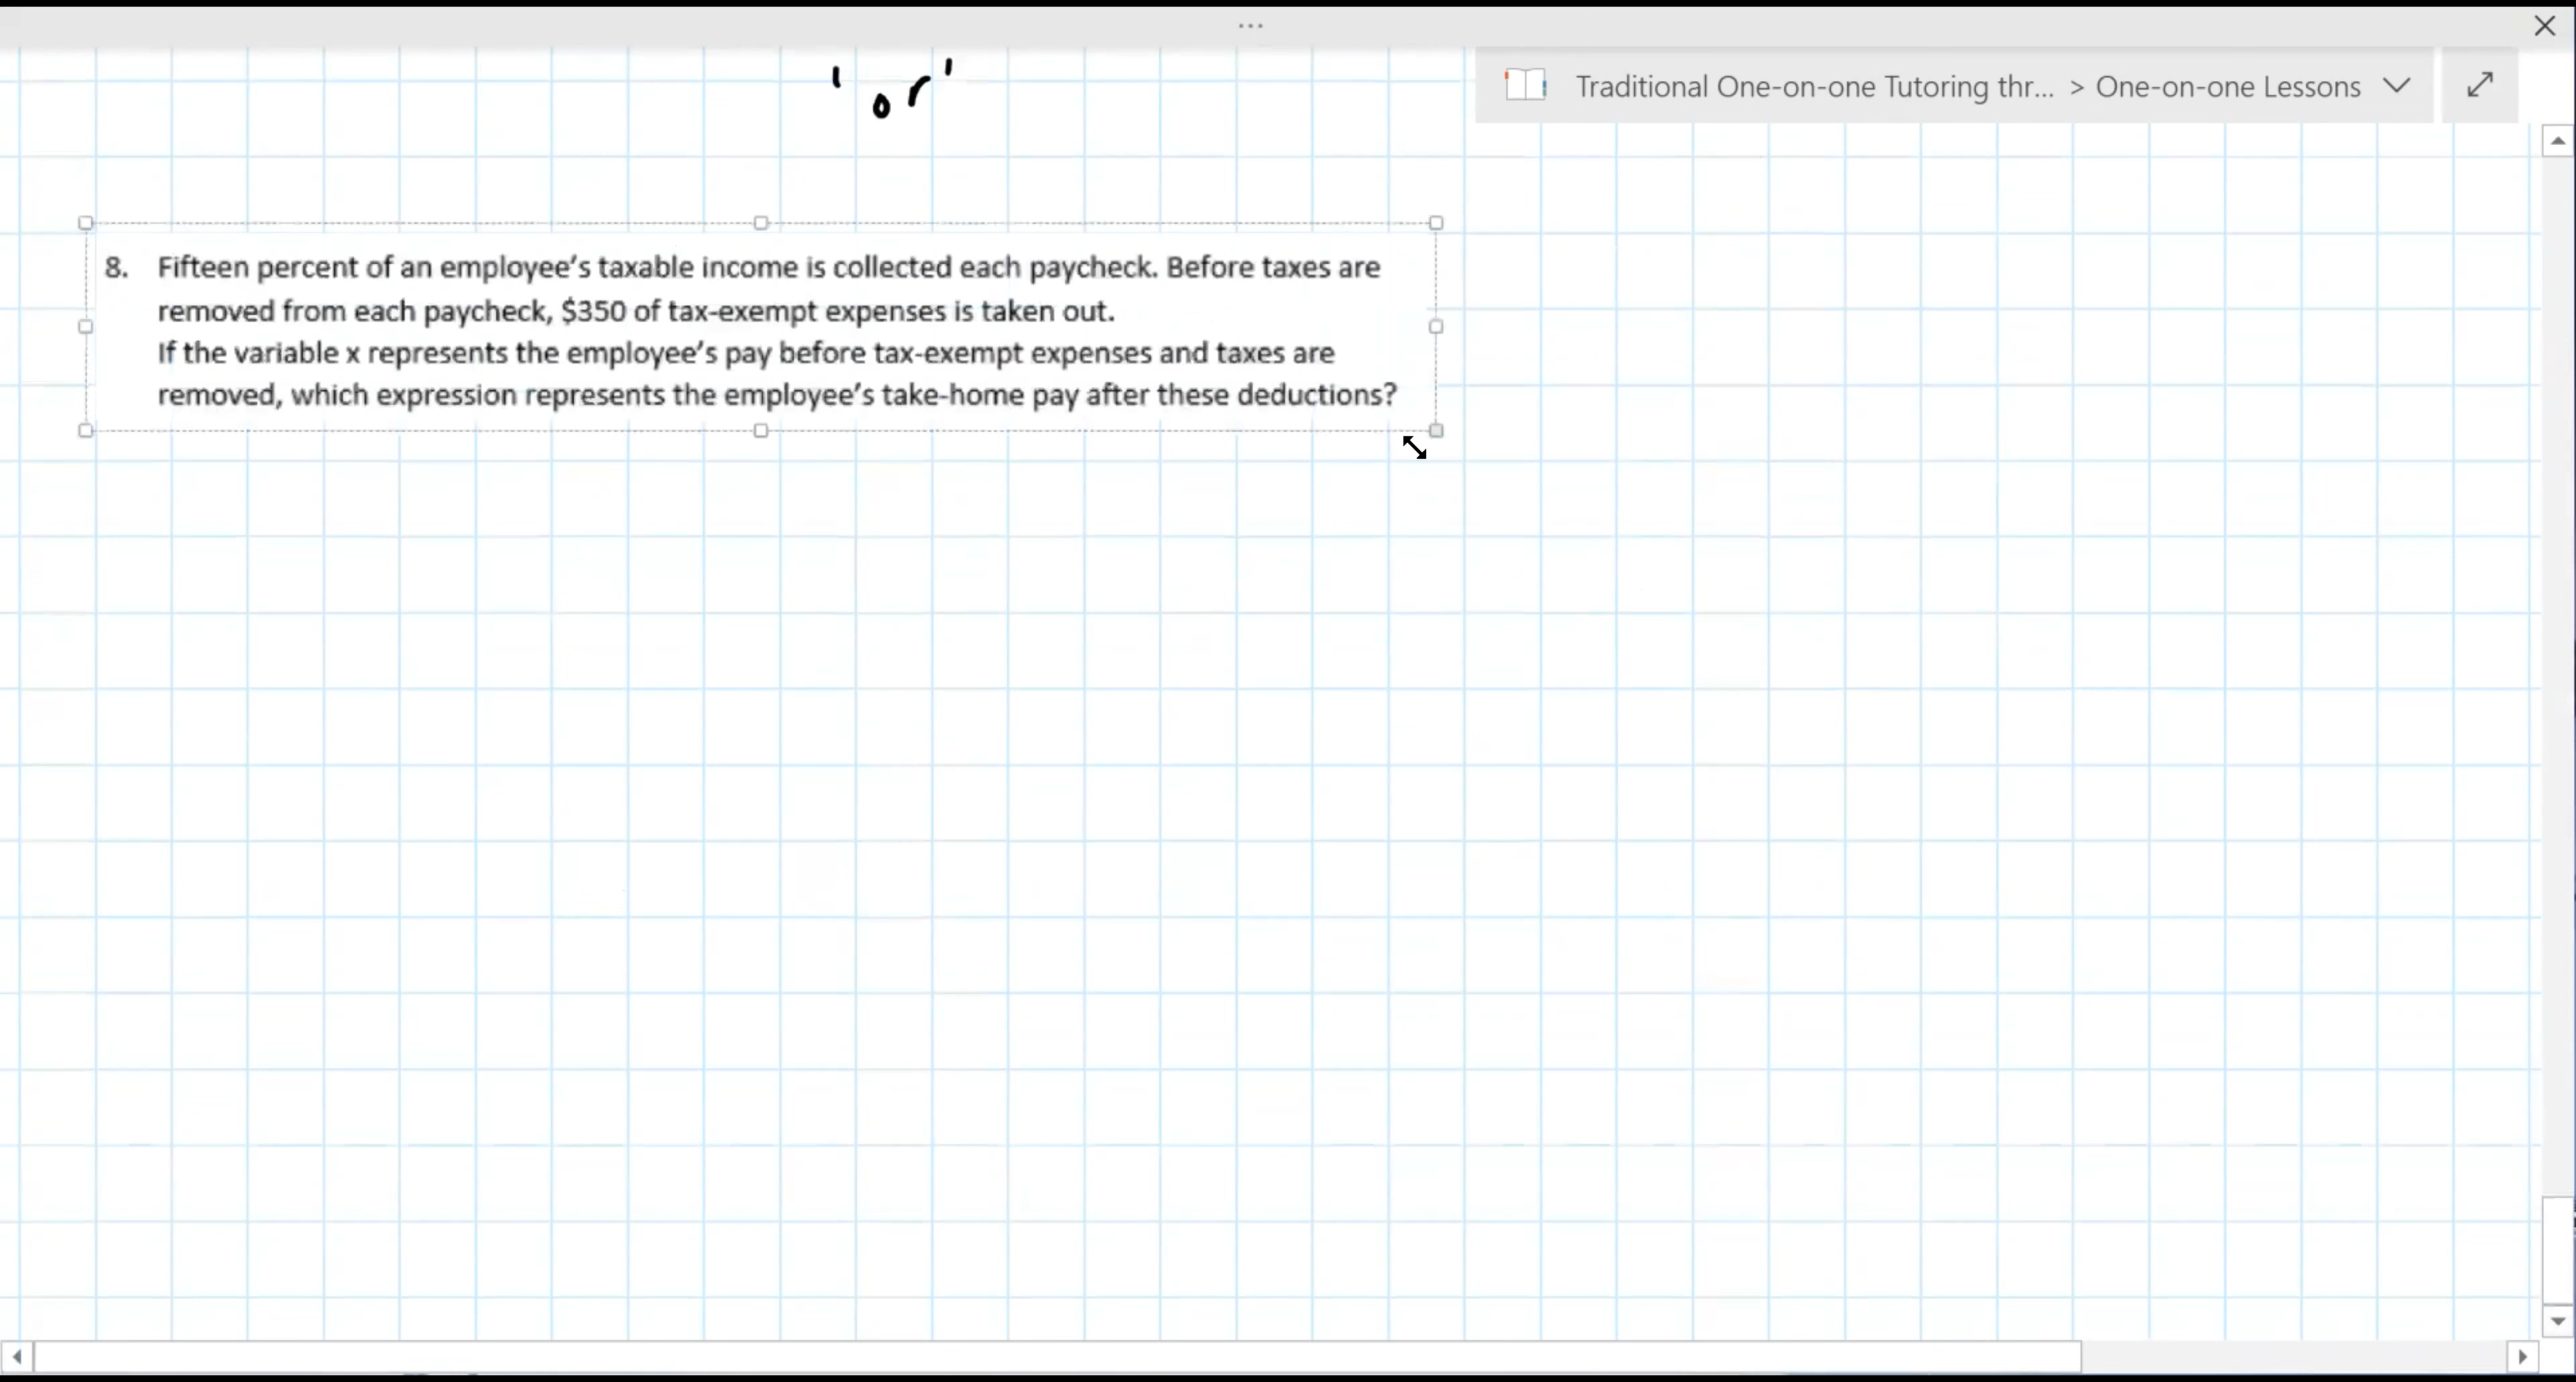 ...
'or'
Traditional One-on-one Tutoring thr... > One-on-one Lessons
8. Fifteen percent of an employee's taxable income is collected each paycheck. Before taxes are
removed from each paycheck, $350 of tax-exempt expenses is taken out.
If the variable x represents the employee's pay before tax-exempt expenses and taxes are
removed, which expression represents the employee's take-home pay after these deductions?